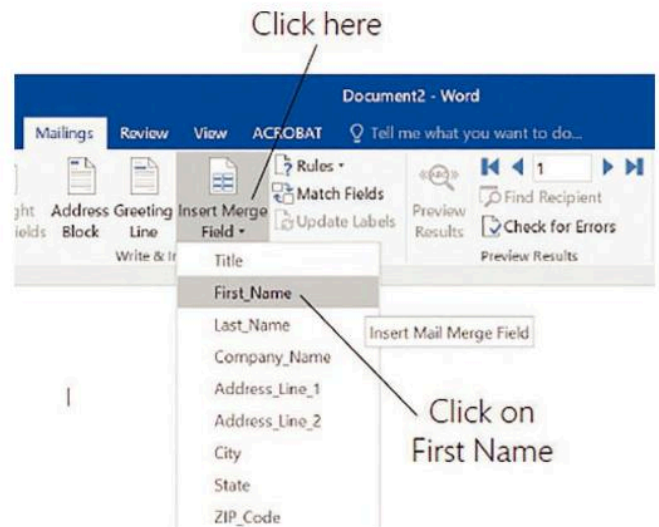 Click here
Document2 - Word
Mailings Review View ACROBAT Tell me what you want to do...
Address Block
Greeting Line
Insert Merge Field
Rules
Match Fields
Update Labels
Preview Results
1
Find Recipient
Check for Errors
Write & In
Preview Results
Title
First_Name
Last_Name
Insert Mail Merge Field
Company_Name
Address_Line_1
Address_Line_2
Click on
First Name
City
State
ZIP_Code